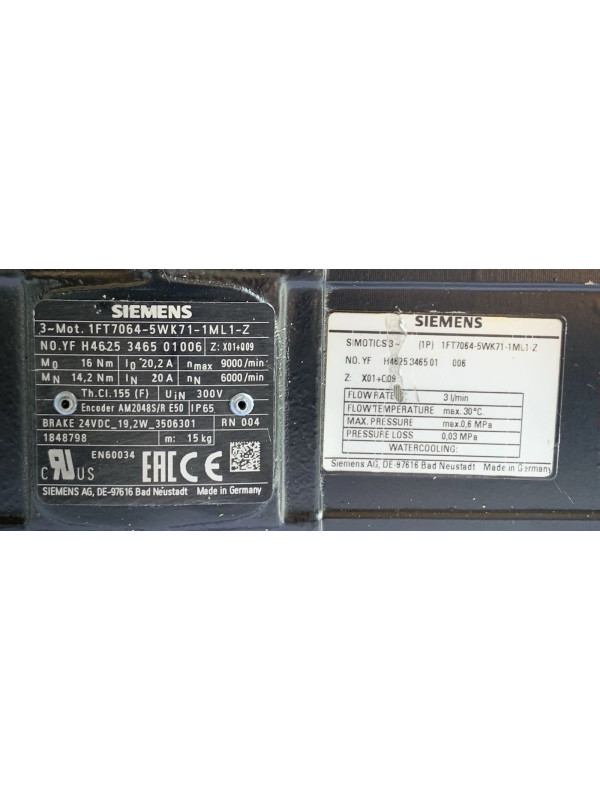 SIEMENS
3~Mot. 1FT7064-5WK71-1ML1-Z
NO.YF H4625 3465 01006 Z: X01+Q09
M0 16 Nm I0 20,2 A nmax 9000/min
MN 14,2 Nm IN 20 A nN 6000/min
Th.Cl.155 (F) UIN 300V
Encoder AM2048S/R E50 IP65
BRAKE 24VDC_19,2W_3506301 RN 004
1848798 m: 15 kg
EN60034
c RU US EAC CE
SIEMENS AG, DE-97616 Bad Neustadt Made in Germany
SIEMENS
SIMOTICS 3~ (1P) 1FT7064-5WK71-1ML1-Z
NO. YF H4625 3465 01 006
Z: X01+Q09
FLOW RATE 3 l/min
FLOW TEMPERATURE max. 30°C
MAX. PRESSURE max.0,6 MPa
PRESSURE LOSS 0,03 MPa
WATERCOOLING:
Siemens AG, DE-97616 Bad Neustadt Made in Germany